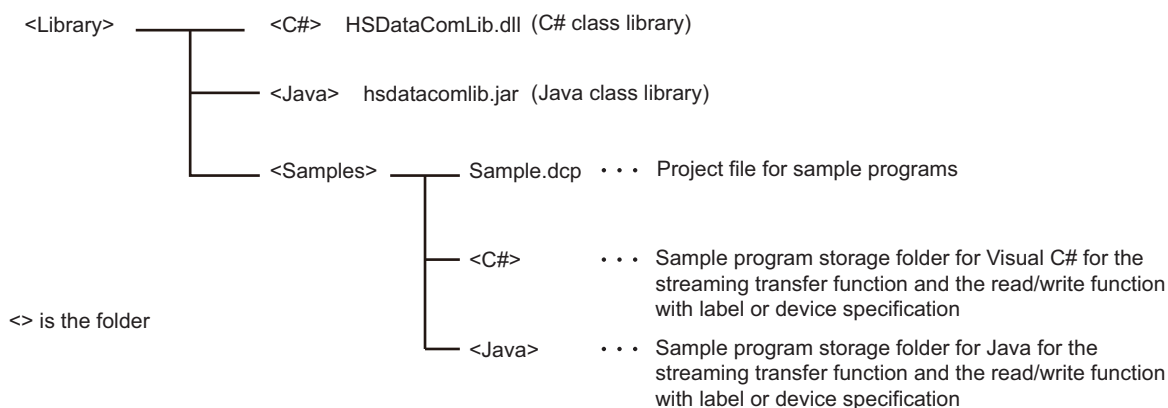 <Library> <C#> HSDataComLib.dll (C# class library)
<Java> hsdatacomlib.jar (Java class library)
<Samples> Sample.dcp ・・・ Project file for sample programs
<C#> ・・・ Sample program storage folder for Visual C# for the
streaming transfer function and the read/write function
with label or device specification
<> is the folder
<Java> ・・・ Sample program storage folder for Java for the
streaming transfer function and the read/write function
with label or device specification